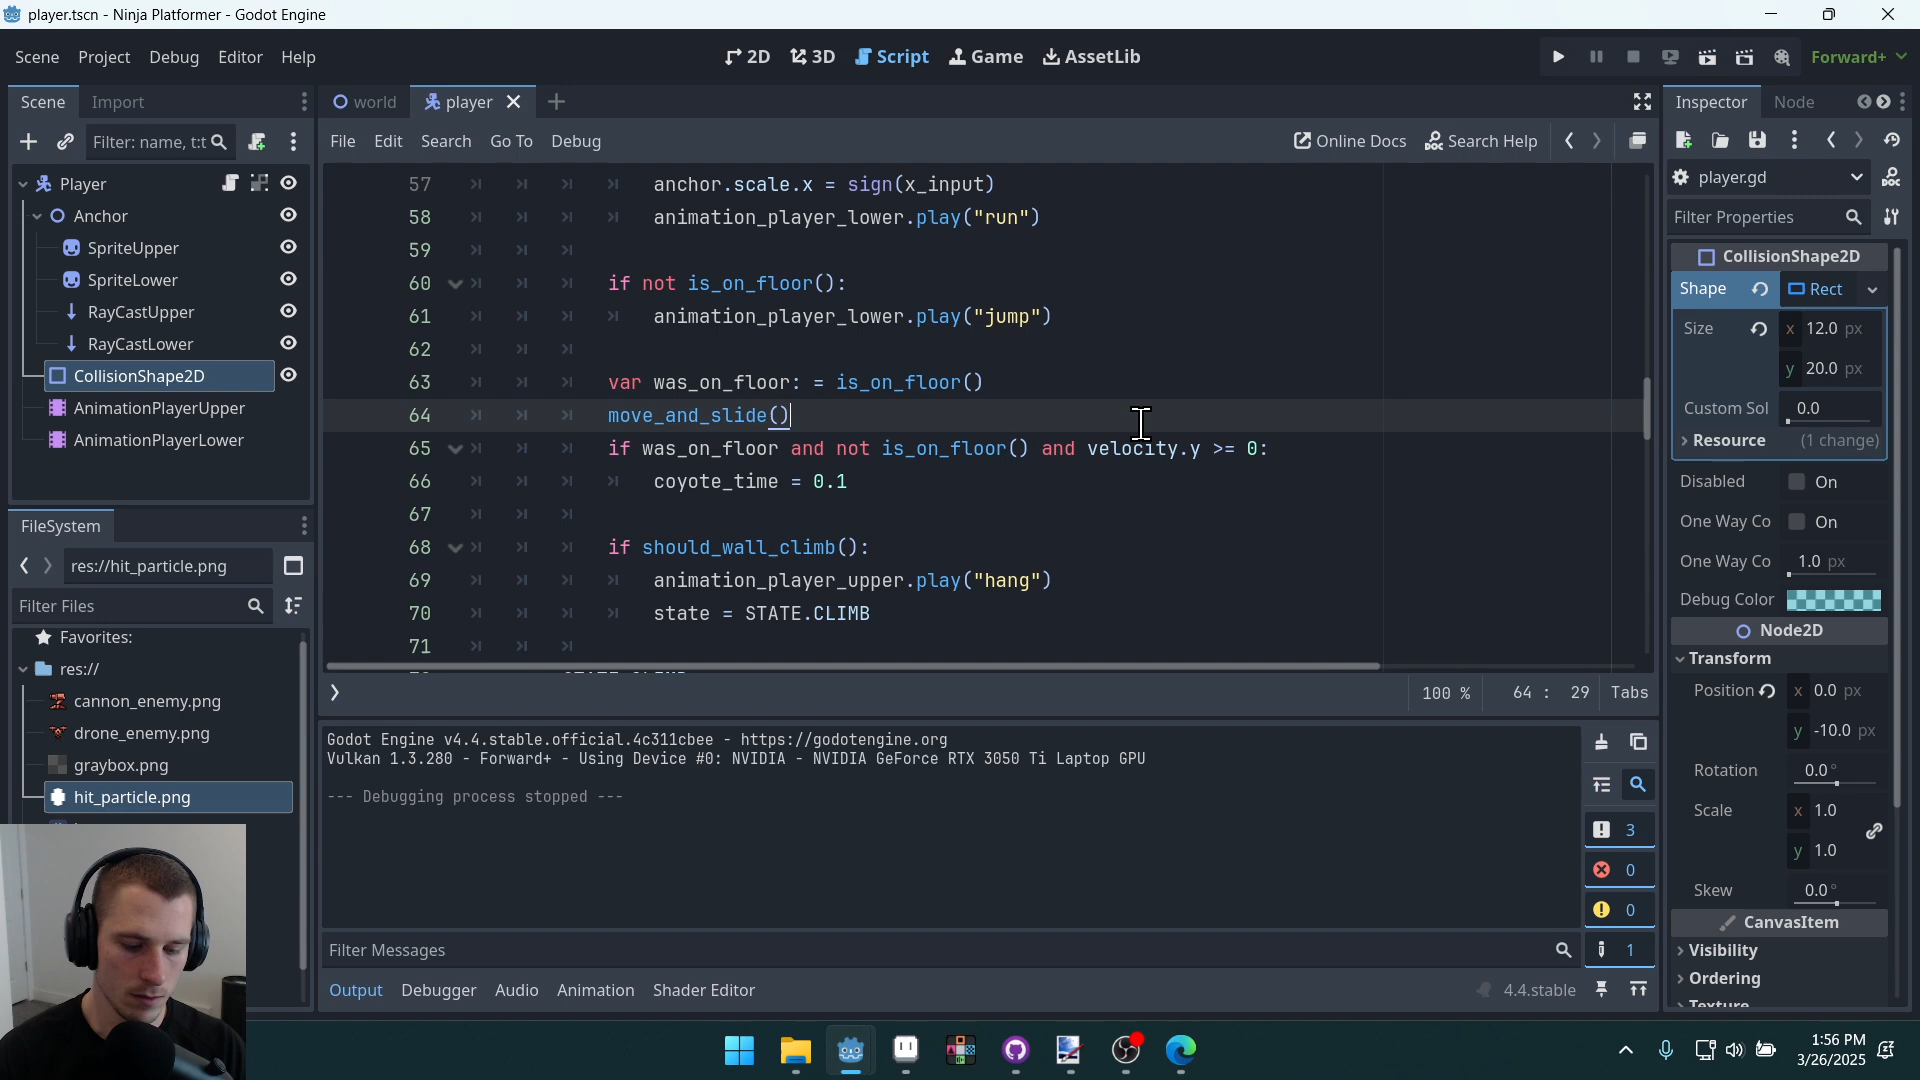 player.tscn - Ninja Platformer - Godot Engine
Scene Project Debug Editor Help
2D 3D Script Game AssetLib
Forward+
Scene Import
world player
Inspector Node
Filter: name, t:t
File Edit Search Go To Debug
Online Docs Search Help
player.gd
Filter Properties
Player
Anchor
SpriteUpper
SpriteLower
RayCastUpper
RayCastLower
CollisionShape2D
AnimationPlayerUpper
AnimationPlayerLower
57 anchor.scale.x = sign(x_input)
58 animation_player_lower.play("run")
59
60 if not is_on_floor():
61 animation_player_lower.play("jump")
62
63 var was_on_floor: = is_on_floor()
64 move_and_slide()
65 if was_on_floor and not is_on_floor() and velocity.y >= 0:
66 coyote_time = 0.1
67
68 if should_wall_climb():
69 animation_player_upper.play("hang")
70 state = STATE.CLIMB
71
100 % 64 : 29 Tabs
CollisionShape2D
Shape Rect
Size x 12.0 px
y 20.0 px
Custom Sol 0.0
Resource (1 change)
Disabled On
One Way Co On
One Way Co 1.0 px
Debug Color
Node2D
Transform
Position x 0.0 px
y -10.0 px
Rotation 0.0 °
Scale x 1.0
y 1.0
Skew 0.0 °
CanvasItem
Visibility
Ordering
FileSystem
res://hit_particle.png
Filter Files
Favorites:
res://
cannon_enemy.png
drone_enemy.png
graybox.png
hit_particle.png
Godot Engine v4.4.stable.official.4c311cbee - https://godotengine.org
Vulkan 1.3.280 - Forward+ - Using Device #0: NVIDIA - NVIDIA GeForce RTX 3050 Ti Laptop GPU
--- Debugging process stopped ---
3
0
0
1
Filter Messages
Output Debugger Audio Animation Shader Editor
4.4.stable
1:56 PM
3/26/2025